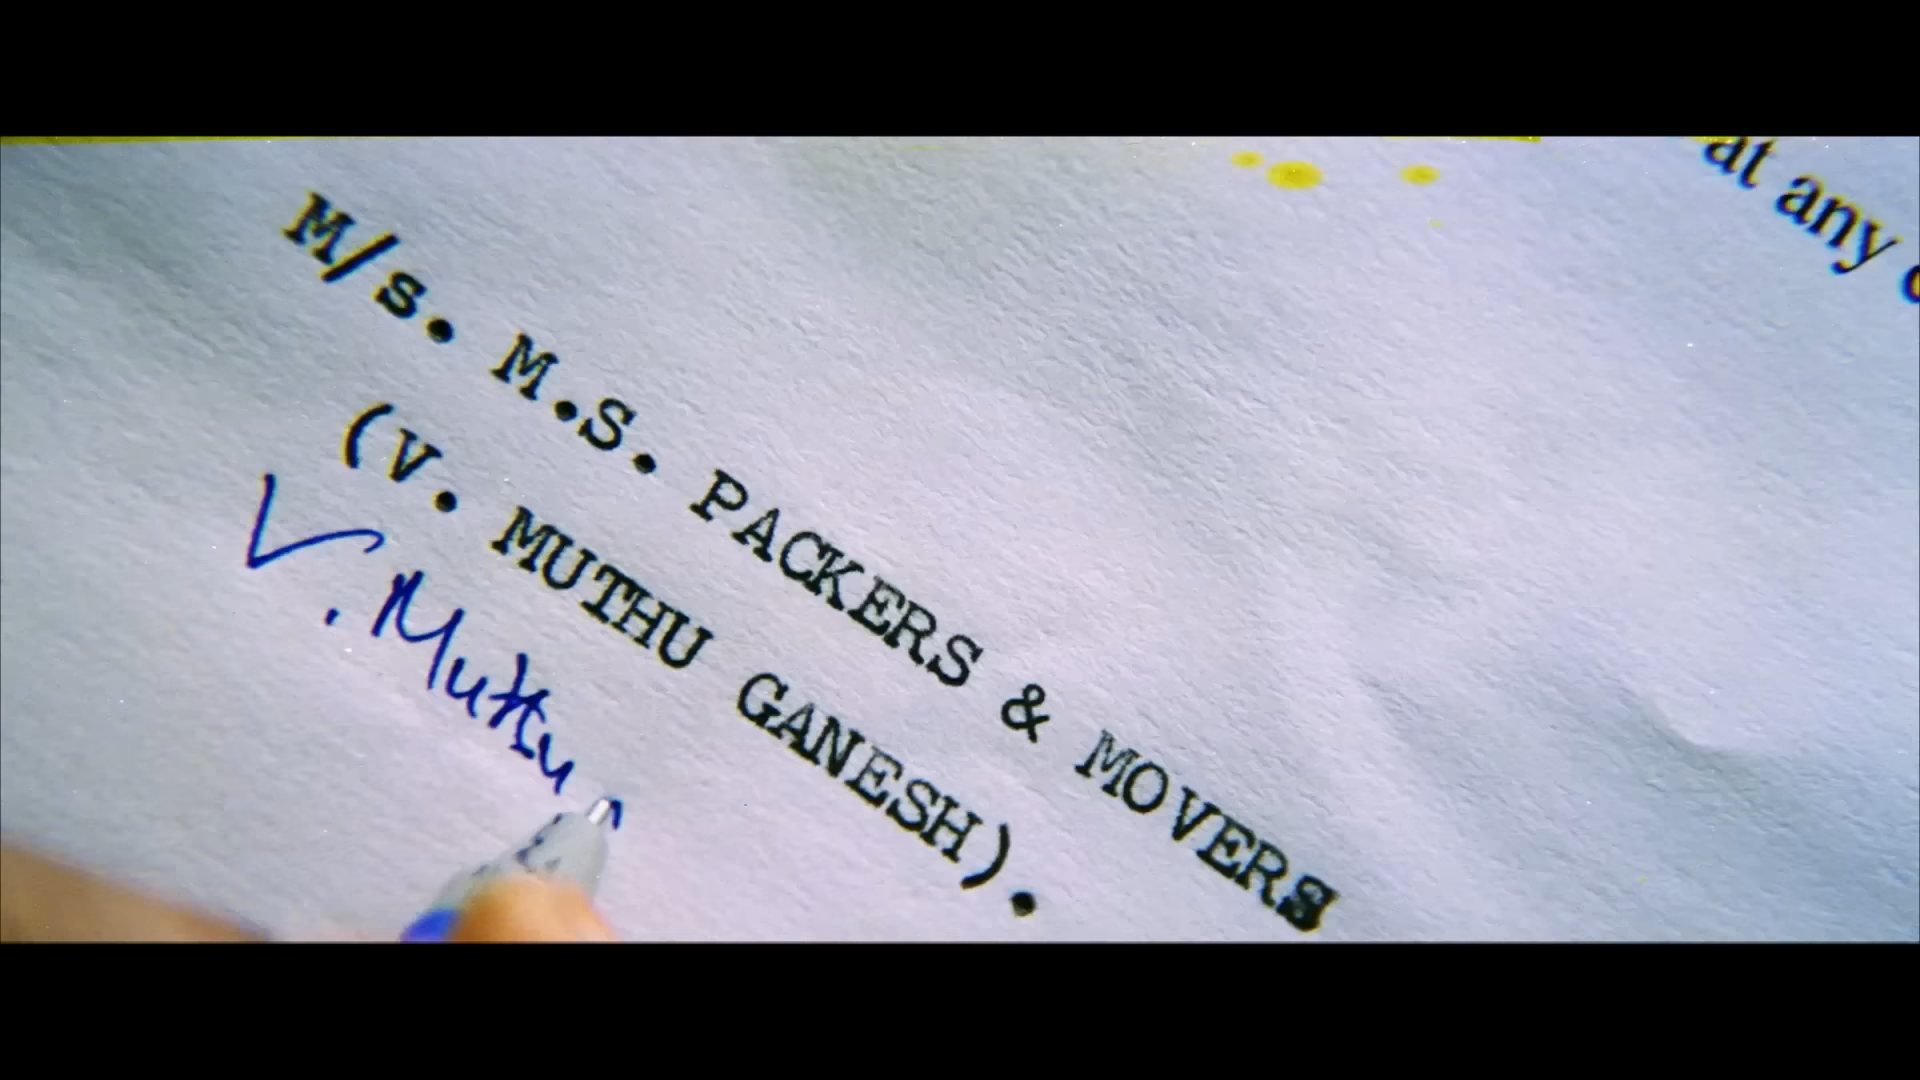 at any
M/s. M.S. PACKERS & MOVERS
(V. MUTHU GANESH).
V. Muthu